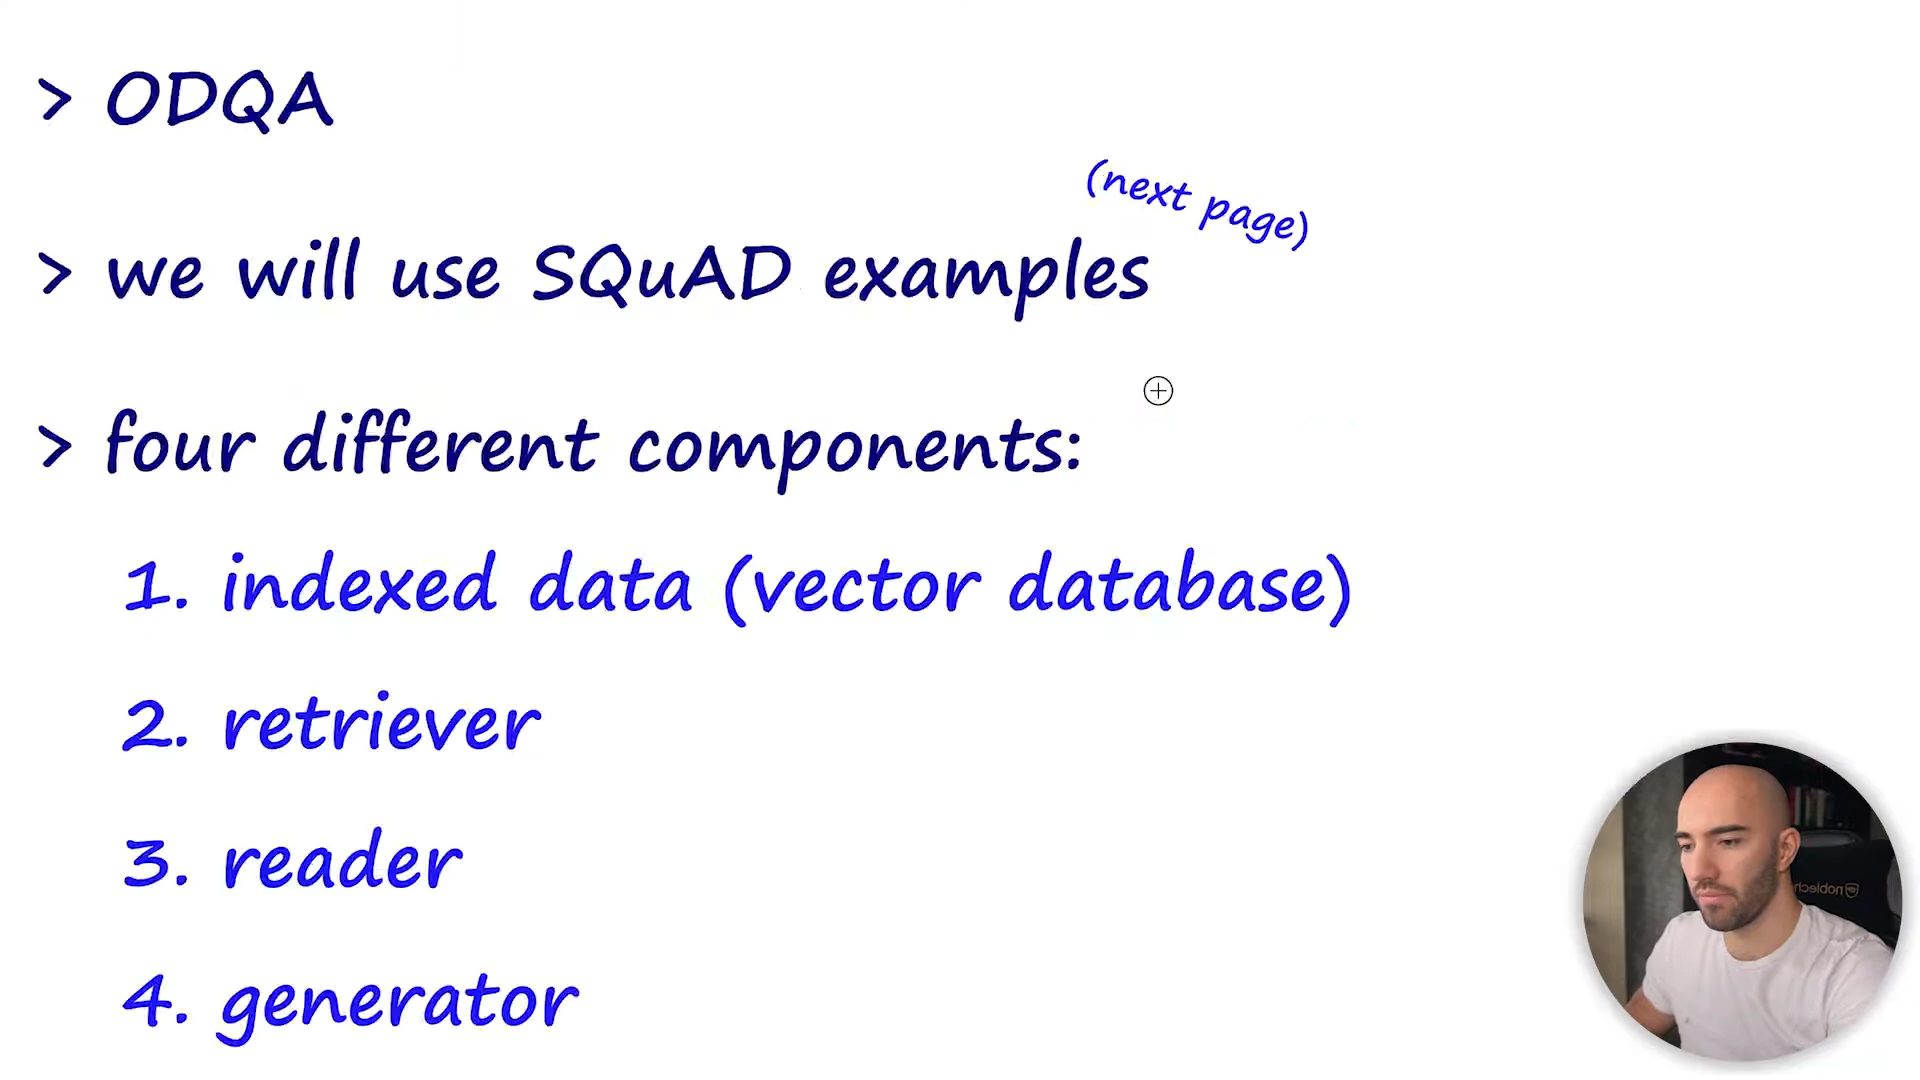 > ODQA
(next page)
> we will use SQuAD examples
> four different components:
1. indexed data (vector database)
2. retriever
3. reader
4. generator
noblech